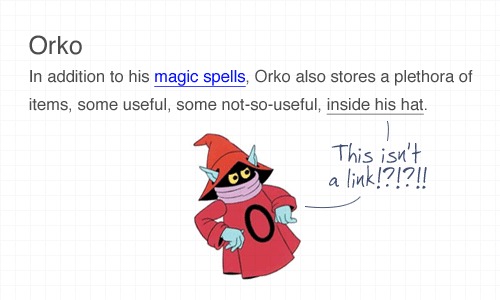 Orko
In addition to his magic spells, Orko also stores a plethora of
items, some useful, some not-so-useful, inside his hat.
This isn't
a link!?!?!!
O